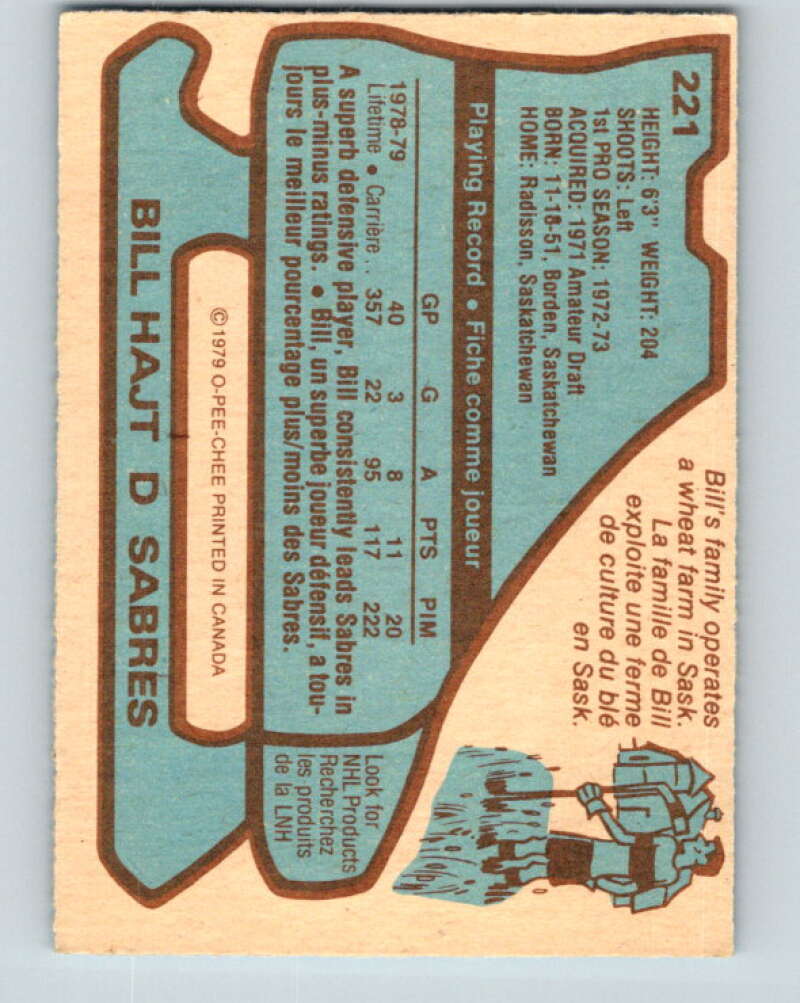 221
HEIGHT: 6'3" WEIGHT: 204
SHOOTS: Left
1st PRO SEASON: 1972-73
ACQUIRED: 1971 Amateur Draft
BORN: 11-18-51, Borden, Saskatchewan
HOME: Radisson, Saskatchewan
Bill's family operates
a wheat farm in Sask.
La famille de Bill
exploite une ferme
de culture du blé
en Sask.
Playing Record • Fiche comme joueur
GP G A PTS PIM
1978-79 40 3 8 11 20
Lifetime • Carrière .. 357 22 95 117 222
A superb defensive player, Bill consistently leads Sabres in
plus-minus ratings. • Bill, un superbe joueur défensif, a tou-
jours le meilleur pourcentage plus/moins des Sabres.
Look for
NHL Products
Recherchez
les produits
de la LNH
©1979 O-PEE-CHEE PRINTED IN CANADA
BILL HAJT D SABRES